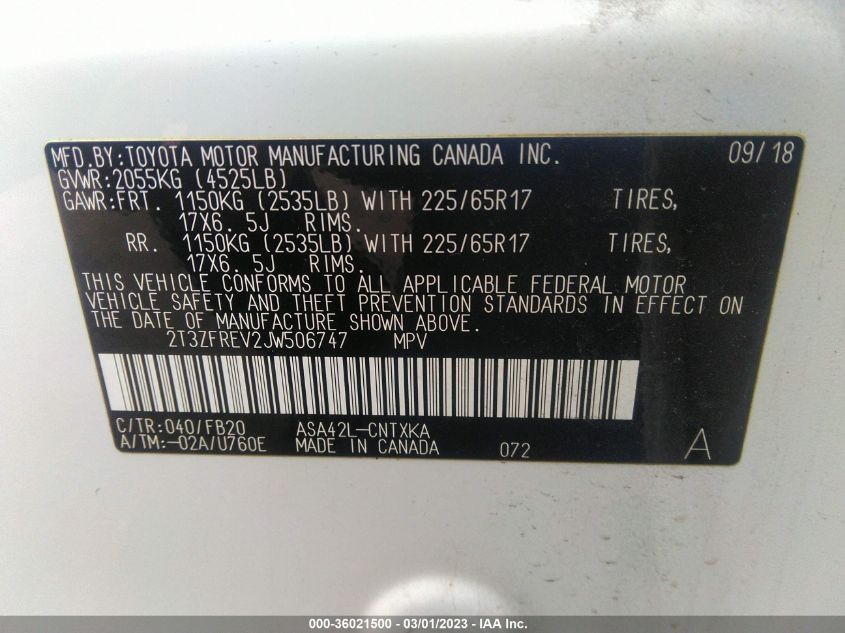 MFD.BY:TOYOTA MOTOR MANUFACTURING CANADA INC. 09/18
GVWR:2055KG (4525LB)
GAWR:FRT. 1150KG (2535LB) WITH 225/65R17 TIRES,
17X6. 5J RIMS.
RR. 1150KG (2535LB) WITH 225/65R17 TIRES,
17X6. 5J RIMS.
THIS VEHICLE CONFORMS TO ALL APPLICABLE FEDERAL MOTOR
VEHICLE SAFETY AND THEFT PREVENTION STANDARDS IN EFFECT ON
THE DATE OF MANUFACTURE SHOWN ABOVE.
2T3ZFREV2JW506747 MPV
C/TR:040/FB20 ASA42L-CNTXKA
A/TM:-02A/U760E MADE IN CANADA 072 A
000-36021500 - 03/01/2023 - IAA Inc.